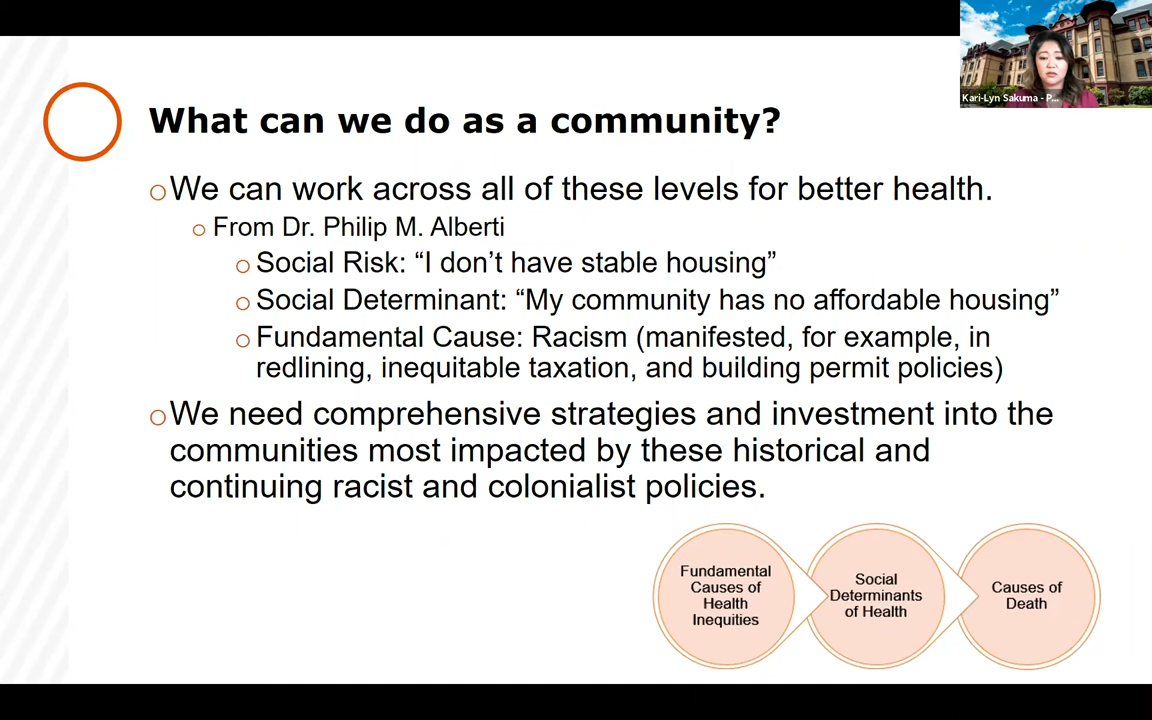 Kari-Lyn Sakuma - P...
What can we do as a community?
We can work across all of these levels for better health.
From Dr. Philip M. Alberti
Social Risk: “I don’t have stable housing”
Social Determinant: “My community has no affordable housing”
Fundamental Cause: Racism (manifested, for example, in
redlining, inequitable taxation, and building permit policies)
We need comprehensive strategies and investment into the
communities most impacted by these historical and
continuing racist and colonialist policies.
Fundamental
Causes of
Health
Inequities
Social
Determinants
of Health
Causes of
Death